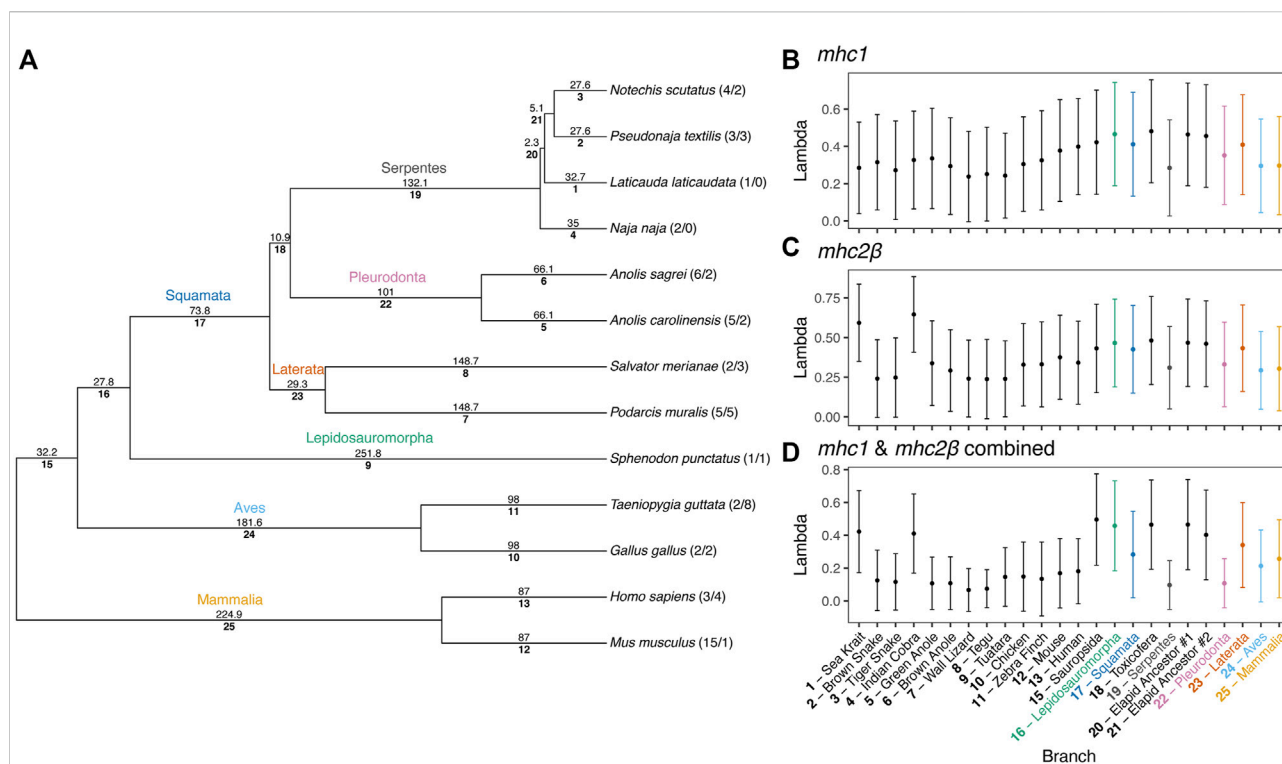 A
27.6
3
Notechis scutatus (4/2)
5.1
21
27.6
2
Pseudonaja textilis (3/3)
2.3
20
Serpentes
132.1
19
32.7
1
Laticauda laticaudata (1/0)
35
4
Naja naja (2/0)
10.9
18
Pleurodonta
101
22
66.1
6
Anolis sagrei (6/2)
66.1
5
Anolis carolinensis (5/2)
Squamata
73.8
17
Laterata
29.3
23
148.7
8
Salvator merianae (2/3)
148.7
7
Podarcis muralis (5/5)
27.8
16
Lepidosauromorpha
251.8
9
Sphenodon punctatus (1/1)
32.2
15
Aves
181.6
24
98
11
Taeniopygia guttata (2/8)
98
10
Gallus gallus (2/2)
Mammalia
224.9
25
87
13
Homo sapiens (3/4)
87
12
Mus musculus (15/1)
B mhc1
Lambda
0.6
0.4
0.2
0.0
C mhc2β
Lambda
0.75
0.50
0.25
0.00
D mhc1 & mhc2β combined
Lambda
0.8
0.6
0.4
0.2
0.0
1 – Sea Krait
2 – Brown Snake
3 – Tiger Snake
4 – Indian Cobra
5 – Green Anole
6 – Brown Anole
7 – Wall Lizard
8 – Tegu
9 – Tuatara
10 – Chicken
11 – Zebra Finch
12 – Mouse
13 – Human
15 – Sauropsida
16 – Lepidosauromorpha
17 – Squamata
18 – Toxicofera
19 – Serpentes
20 – Elapid Ancestor #1
21 – Elapid Ancestor #2
22 – Pleurodonta
23 – Laterata
24 – Aves
25 – Mammalia
Branch